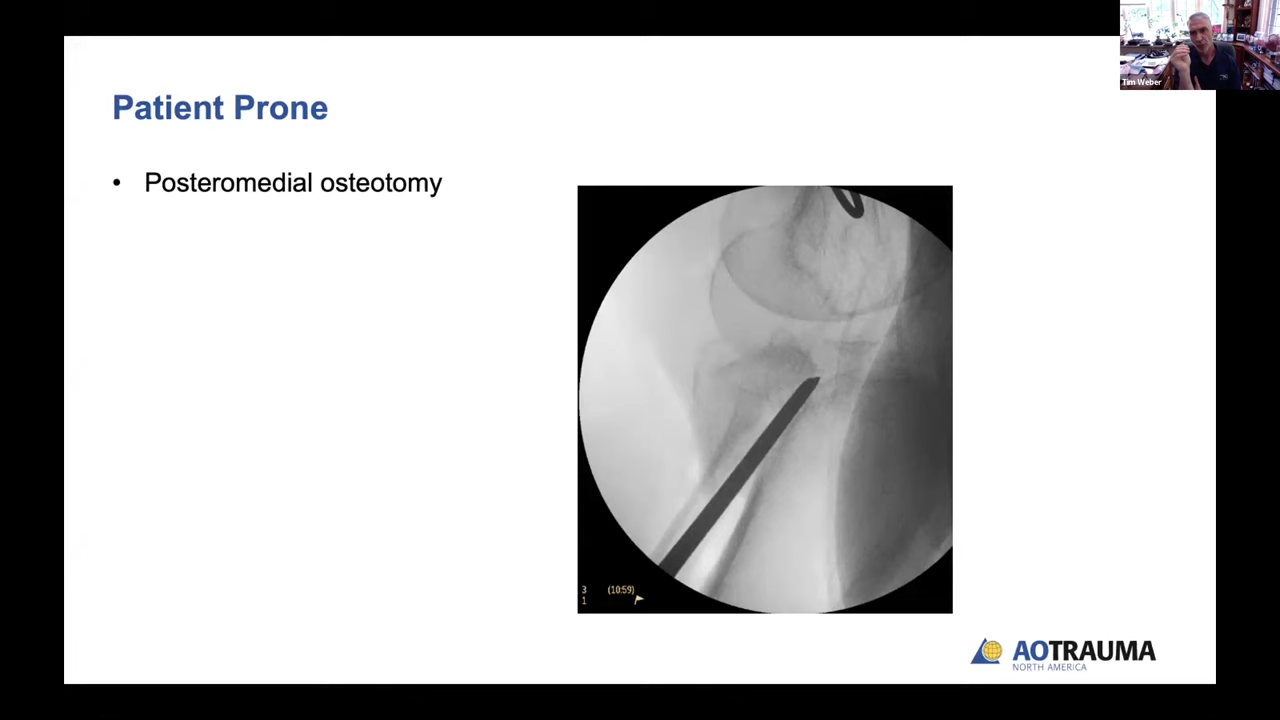 Tim Weber
Patient Prone
• Posteromedial osteotomy
3 (10:59)
1
AOTRAUMA
NORTH AMERICA